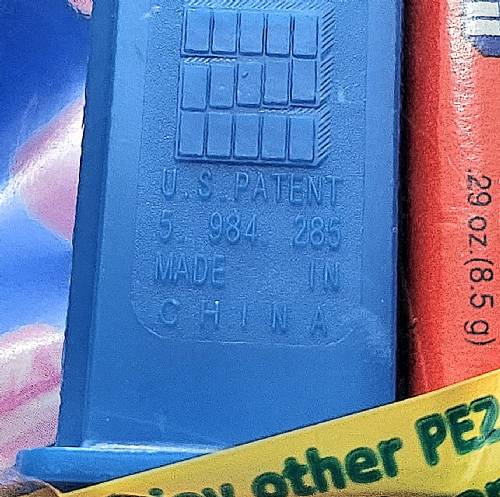 U.S. PATENT
5 984 285
MADE IN
CHINA
.29 oz (8.5 g)
other PEZ